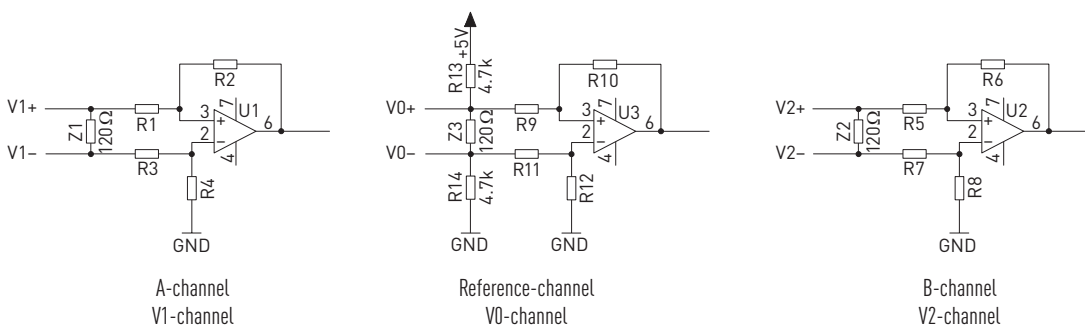 +5V
R13
4.7k
V1+
Z1
120Ω
V1−
R1
R3
R2
3
2
+
−
7
4
U1
6
R4
GND
V0+
Z3
120Ω
V0−
R14
4.7k
GND
R9
R11
R10
3
2
+
−
7
4
U3
6
R12
GND
V2+
Z2
120Ω
V2−
R5
R7
R6
3
2
+
−
7
4
U2
6
R8
GND
A-channel
V1-channel
Reference-channel
V0-channel
B-channel
V2-channel